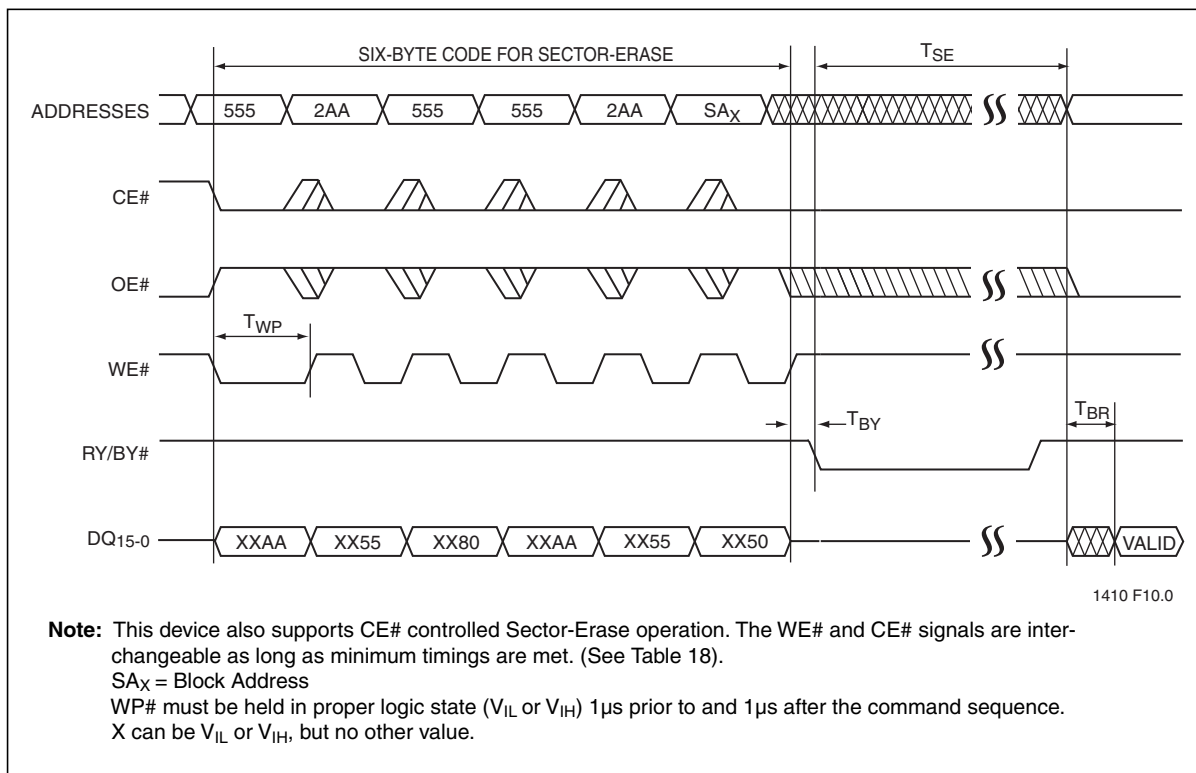 SIX-BYTE CODE FOR SECTOR-ERASE TSE
ADDRESSES 555 2AA 555 555 2AA SAX
CE#
OE#
TWP
WE#
TBY TBR
RY/BY#
DQ15-0 XXAA XX55 XX80 XXAA XX55 XX50 VALID
1410 F10.0
Note: This device also supports CE# controlled Sector-Erase operation. The WE# and CE# signals are inter-
changeable as long as minimum timings are met. (See Table 18).
SAX = Block Address
WP# must be held in proper logic state (VIL or VIH) 1µs prior to and 1µs after the command sequence.
X can be VIL or VIH, but no other value.